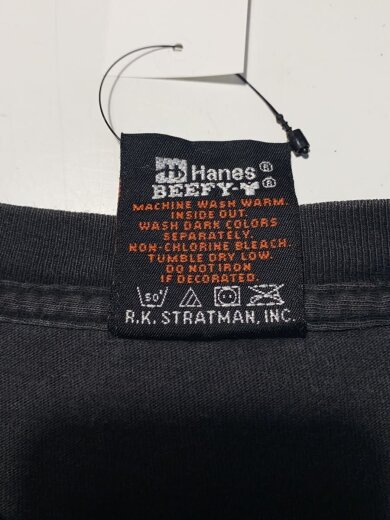 Hanes®
BEEFY-T®
MACHINE WASH WARM.
INSIDE OUT.
WASH DARK COLORS
SEPARATELY.
NON-CHLORINE BLEACH.
TUMBLE DRY LOW.
DO NOT IRON
IF DECORATED.
50°
R.K. STRATMAN, INC.